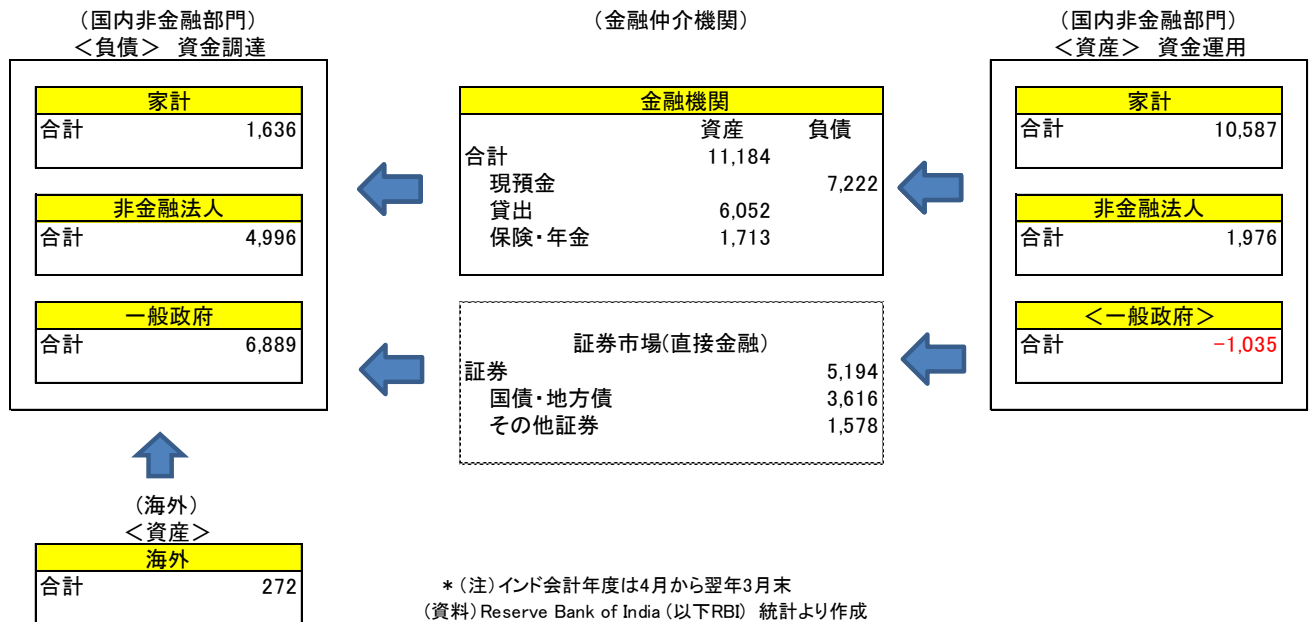 （国内非金融部門）
＜負債＞ 資金調達
家計
合計 1,636
非金融法人
合計 4,996
一般政府
合計 6,889
（海外）
＜資産＞
海外
合計 272
（金融仲介機関）
金融機関
資産 負債
合計 11,184
現預金 7,222
貸出 6,052
保険・年金 1,713
証券市場(直接金融)
証券 5,194
国債・地方債 3,616
その他証券 1,578
（国内非金融部門）
＜資産＞ 資金運用
家計
合計 10,587
非金融法人
合計 1,976
＜一般政府＞
合計 -1,035
*（注）インド会計年度は4月から翌年3月末
（資料）Reserve Bank of India (以下RBI) 統計より作成